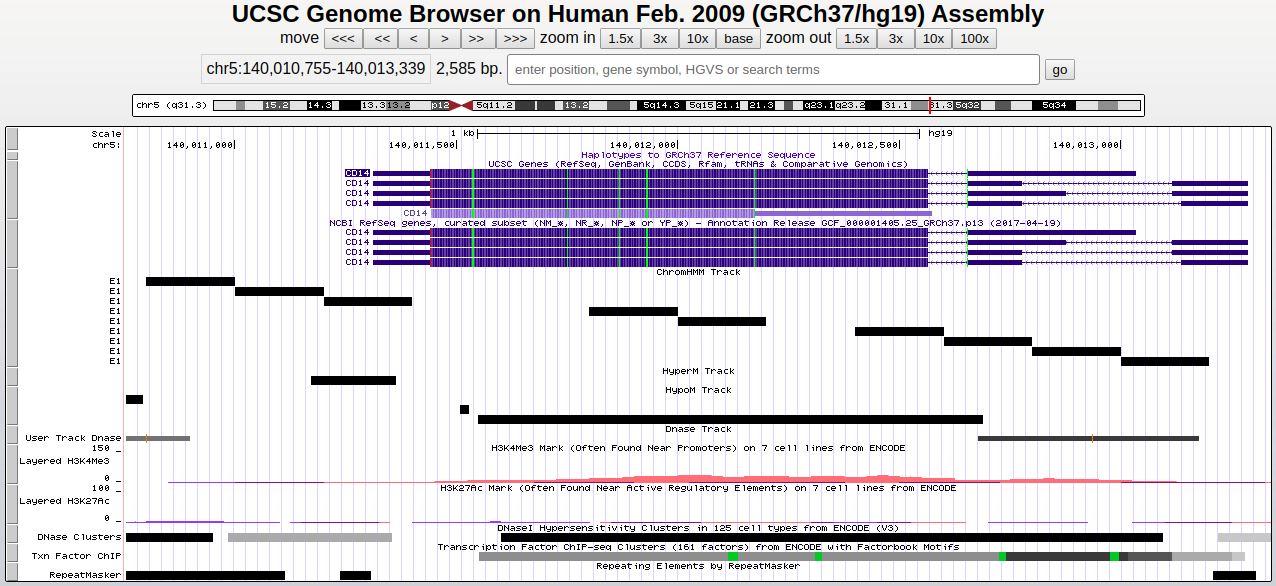 UCSC Genome Browser on Human Feb. 2009 (GRCh37/hg19) Assembly
move <<< << < > >> >>> zoom in 1.5x 3x 10x base zoom out 1.5x 3x 10x 100x
chr5:140,010,755-140,013,339 2,585 bp. enter position, gene symbol, HGVS or search terms go
chr5 (q31.3) 15.2 14.3 13.3 13.2 p12 5q11.2 13.2 5q14.3 5q15 21.1 21.3 q23.1 q23.2 31.1 31.3 5q32 5q34
Scale 1 kb hg19
chr5: 140,011,000 140,011,500 140,012,000 140,012,500 140,013,000
Haplotypes to GRCh37 Reference Sequence
UCSC Genes (RefSeq, GenBank, CCDS, Rfam, tRNAs & Comparative Genomics)
CD14
CD14
CD14
CD14
CD14
NCBI RefSeq genes, curated subset (NM_*, NR_*, NP_* or YP_*) - Annotation Release GCF_000001405.25_GRCh37.p13 (2017-04-19)
CD14
CD14
CD14
CD14
ChromHMM Track
E1
E1
E1
E1
E1
E1
E1
E1
E1
HyperM Track
HypoM Track
Dnase Track
User Track Dnase
H3K4Me3 Mark (Often Found Near Promoters) on 7 cell lines from ENCODE
150 _
Layered H3K4Me3
0 _
H3K27Ac Mark (Often Found Near Active Regulatory Elements) on 7 cell lines from ENCODE
100 _
Layered H3K27Ac
0 _
DNaseI Hypersensitivity Clusters in 125 cell types from ENCODE (V3)
DNase Clusters
Transcription Factor ChIP-seq Clusters (161 factors) from ENCODE with Factorbook Motifs
Txn Factor ChIP
Repeating Elements by RepeatMasker
RepeatMasker